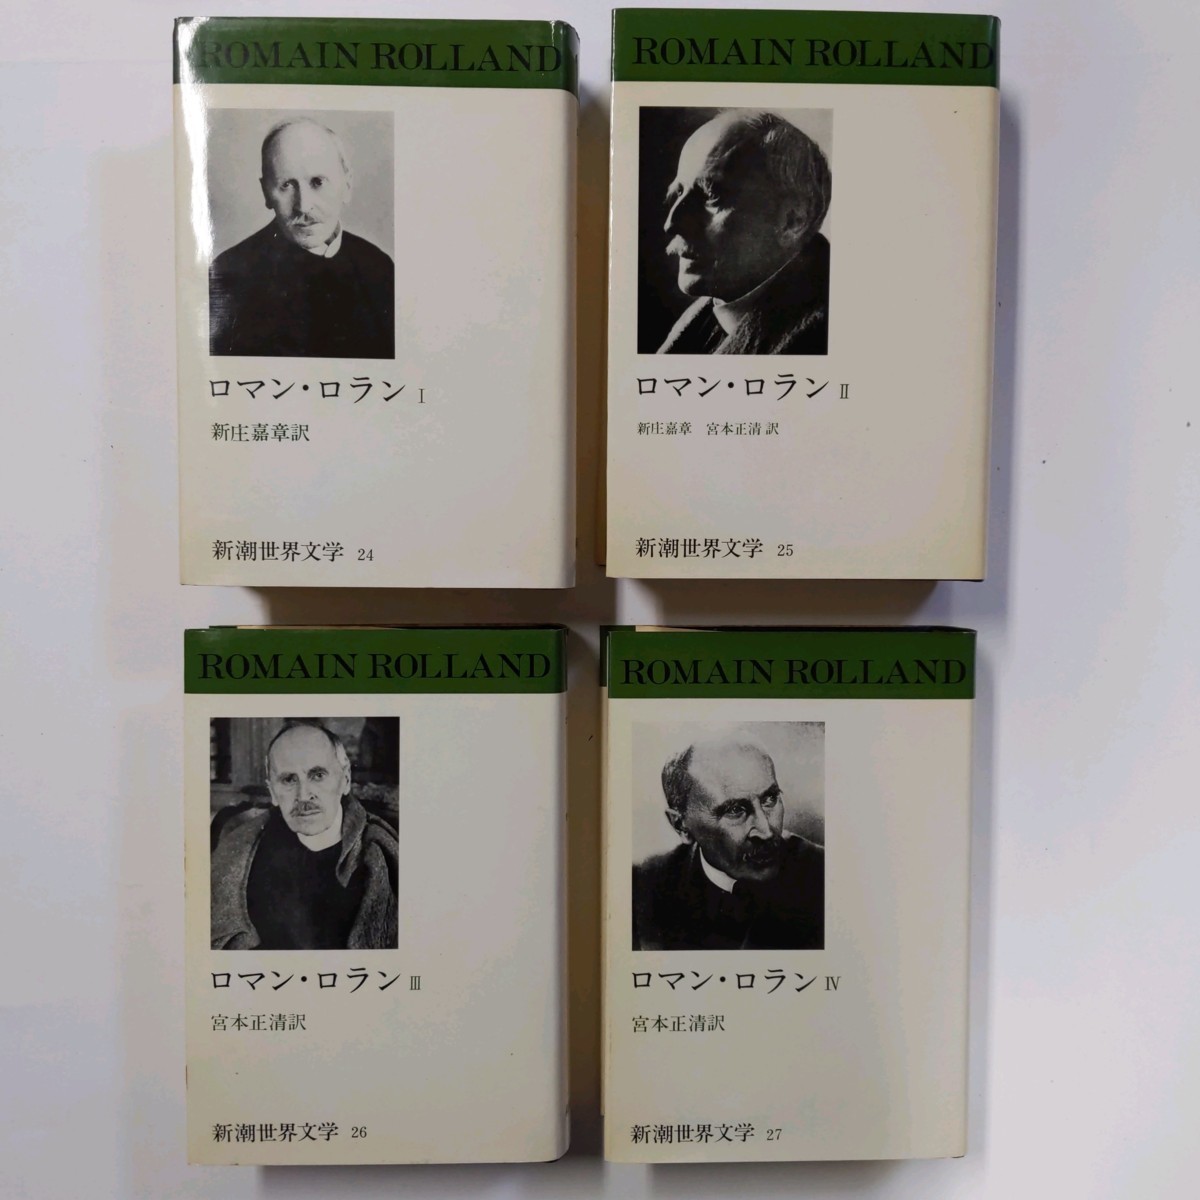 ROMAIN ROLLAND
ロマン・ロラン I
新庄嘉章訳
新潮世界文学 24
ROMAIN ROLLAND
ロマン・ロラン II
新庄嘉章 宮本正清訳
新潮世界文学 25
ROMAIN ROLLAND
ロマン・ロラン III
宮本正清訳
新潮世界文学 26
ROMAIN ROLLAND
ロマン・ロラン IV
宮本正清訳
新潮世界文学 27